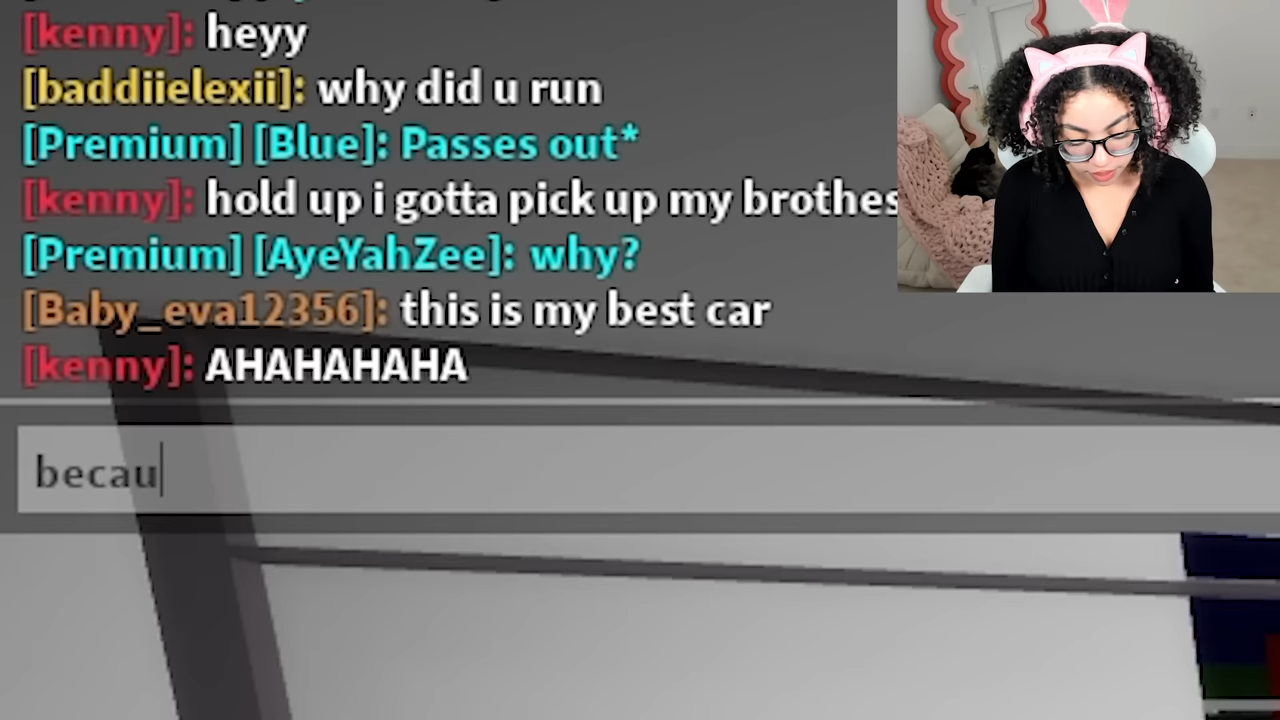 [kenny]: heyy
[baddiielexii]: why did u run
[Premium] [Blue]: Passes out*
[kenny]: hold up i gotta pick up my brothes
[Premium] [AyeYahZee]: why?
[Baby_eva12356]: this is my best car
[kenny]: AHAHAHAHA
becau